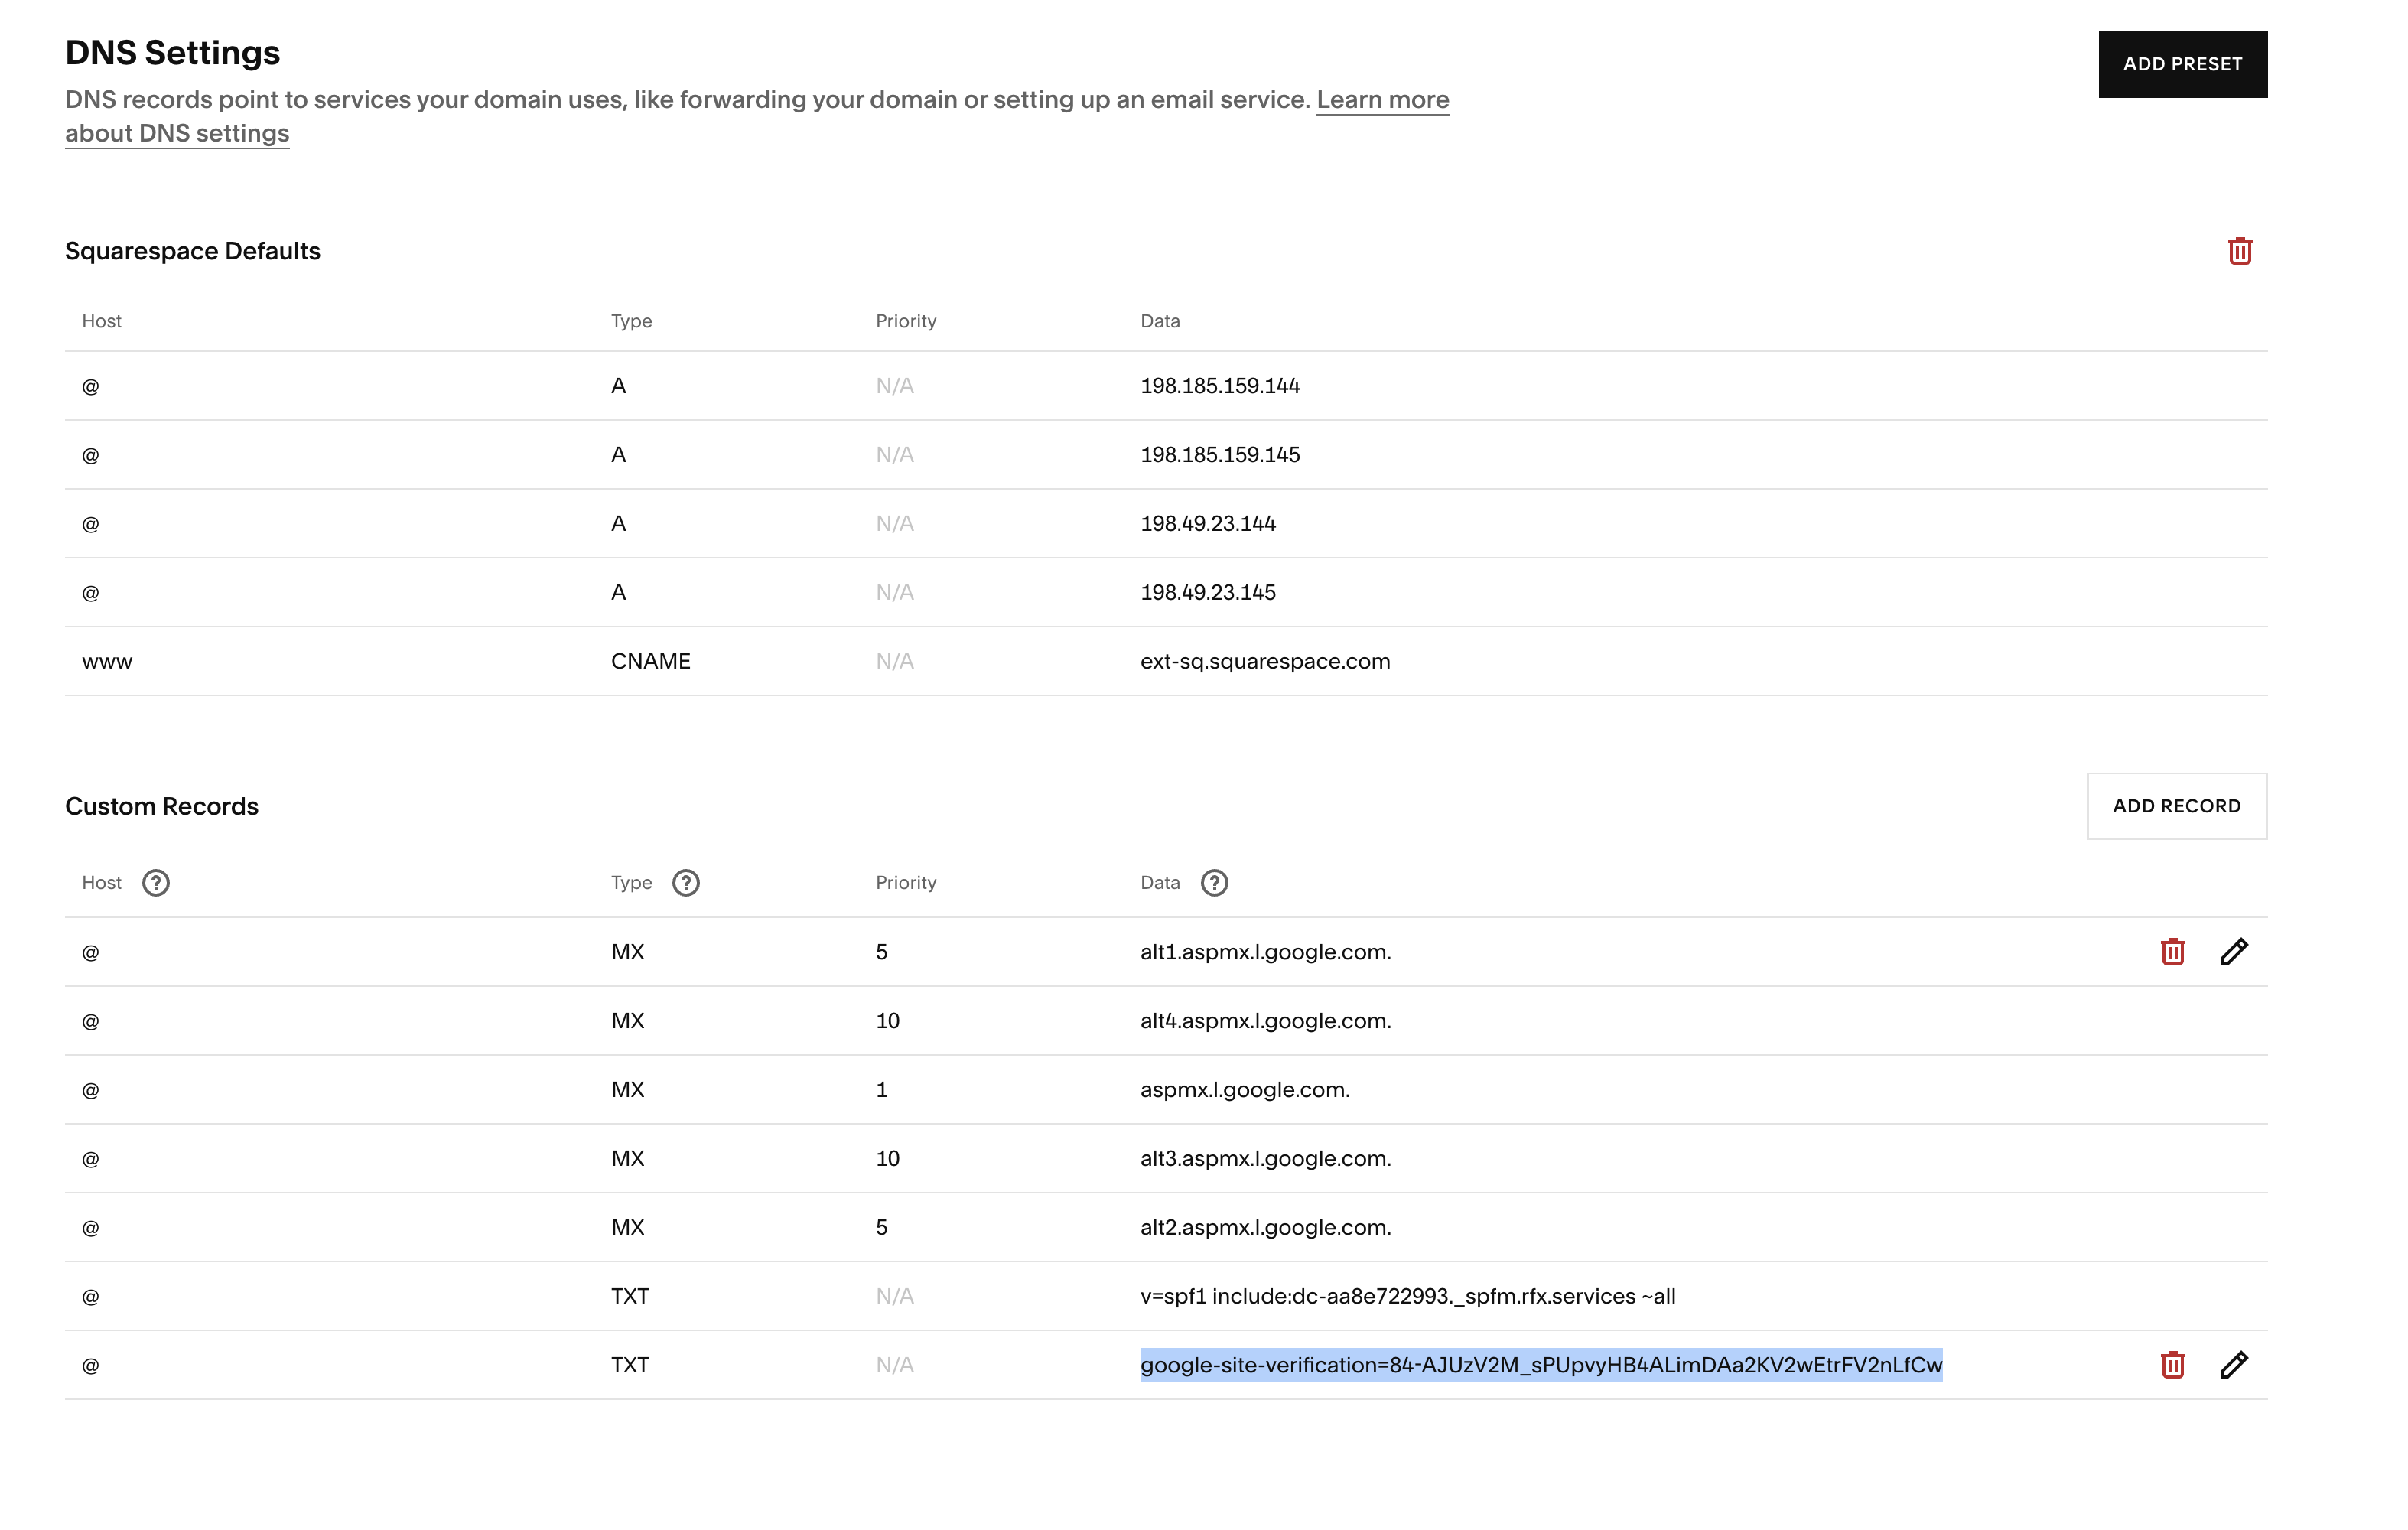 DNS Settings
ADD PRESET
DNS records point to services your domain uses, like forwarding your domain or setting up an email service. Learn more
about DNS settings
Squarespace Defaults
Host Type Priority Data
@ A N/A 198.185.159.144
@ A N/A 198.185.159.145
@ A N/A 198.49.23.144
@ A N/A 198.49.23.145
www CNAME N/A ext-sq.squarespace.com
Custom Records
ADD RECORD
Host ? Type ? Priority Data ?
@ MX 5 alt1.aspmx.l.google.com.
@ MX 10 alt4.aspmx.l.google.com.
@ MX 1 aspmx.l.google.com.
@ MX 10 alt3.aspmx.l.google.com.
@ MX 5 alt2.aspmx.l.google.com.
@ TXT N/A v=spf1 include:dc-aa8e722993._spfm.rfx.services ~all
@ TXT N/A google-site-verification=84-AJUzV2M_sPUpvyHB4ALimDAa2KV2wEtrFV2nLfCw